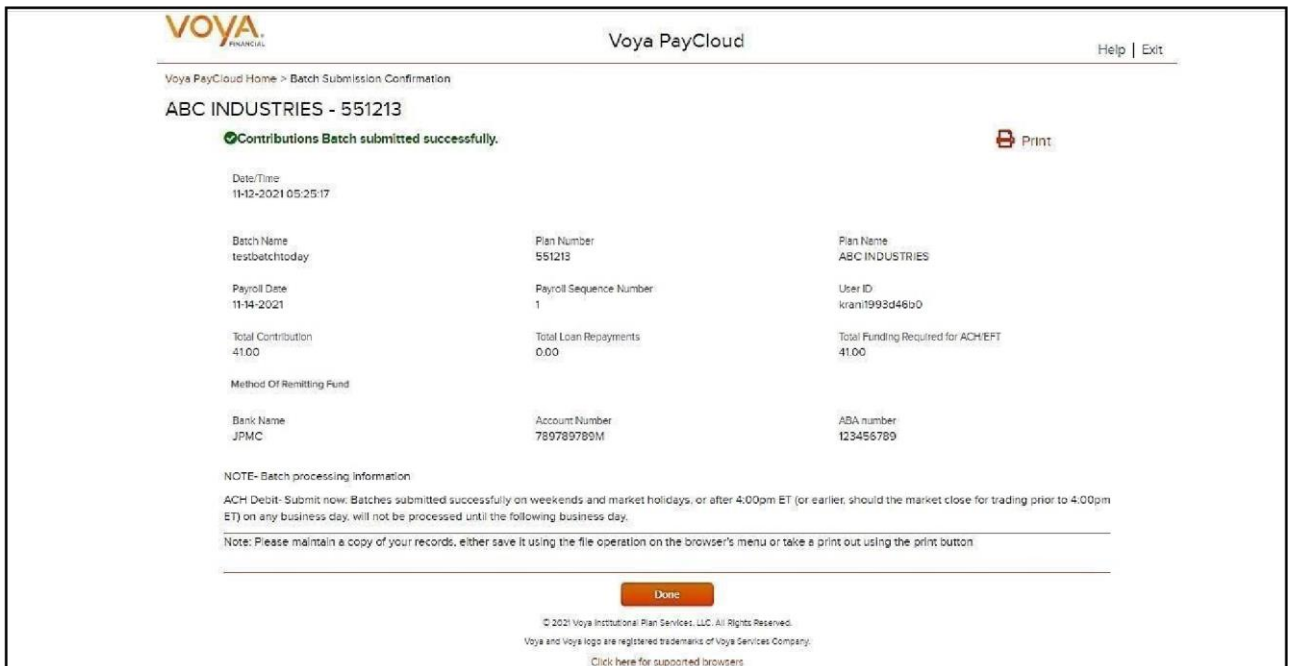 VOYA
FINANCIAL
Voya PayCloud
Help | Exit
Voya PayCloud Home > Batch Submission Confirmation
ABC INDUSTRIES - 551213
Contributions Batch submitted successfully.
Print
Date/Time
11-12-2021 05:25:17
Batch Name Plan Number Plan Name
testbatchtoday 551213 ABC INDUSTRIES
Payroll Date Payroll Sequence Number User ID
11-14-2021 1 krani1993d46b0
Total Contribution Total Loan Repayments Total Funding Required for ACH/EFT
41.00 0.00 41.00
Method Of Remitting Fund
Bank Name Account Number ABA number
JPMC 789789789M 123456789
NOTE- Batch processing information
ACH Debit- Submit now: Batches submitted successfully on weekends and market holidays, or after 4:00pm ET (or earlier, should the market close for trading prior to 4:00pm
ET) on any business day, will not be processed until the following business day.
Note: Please maintain a copy of your records, either save it using the file operation on the browser's menu or take a print out using the print button
Done
© 2021 Voya Institutional Plan Services, LLC. All Rights Reserved.
Voya and Voya logo are registered trademarks of Voya Services Company.
Click here for supported browsers